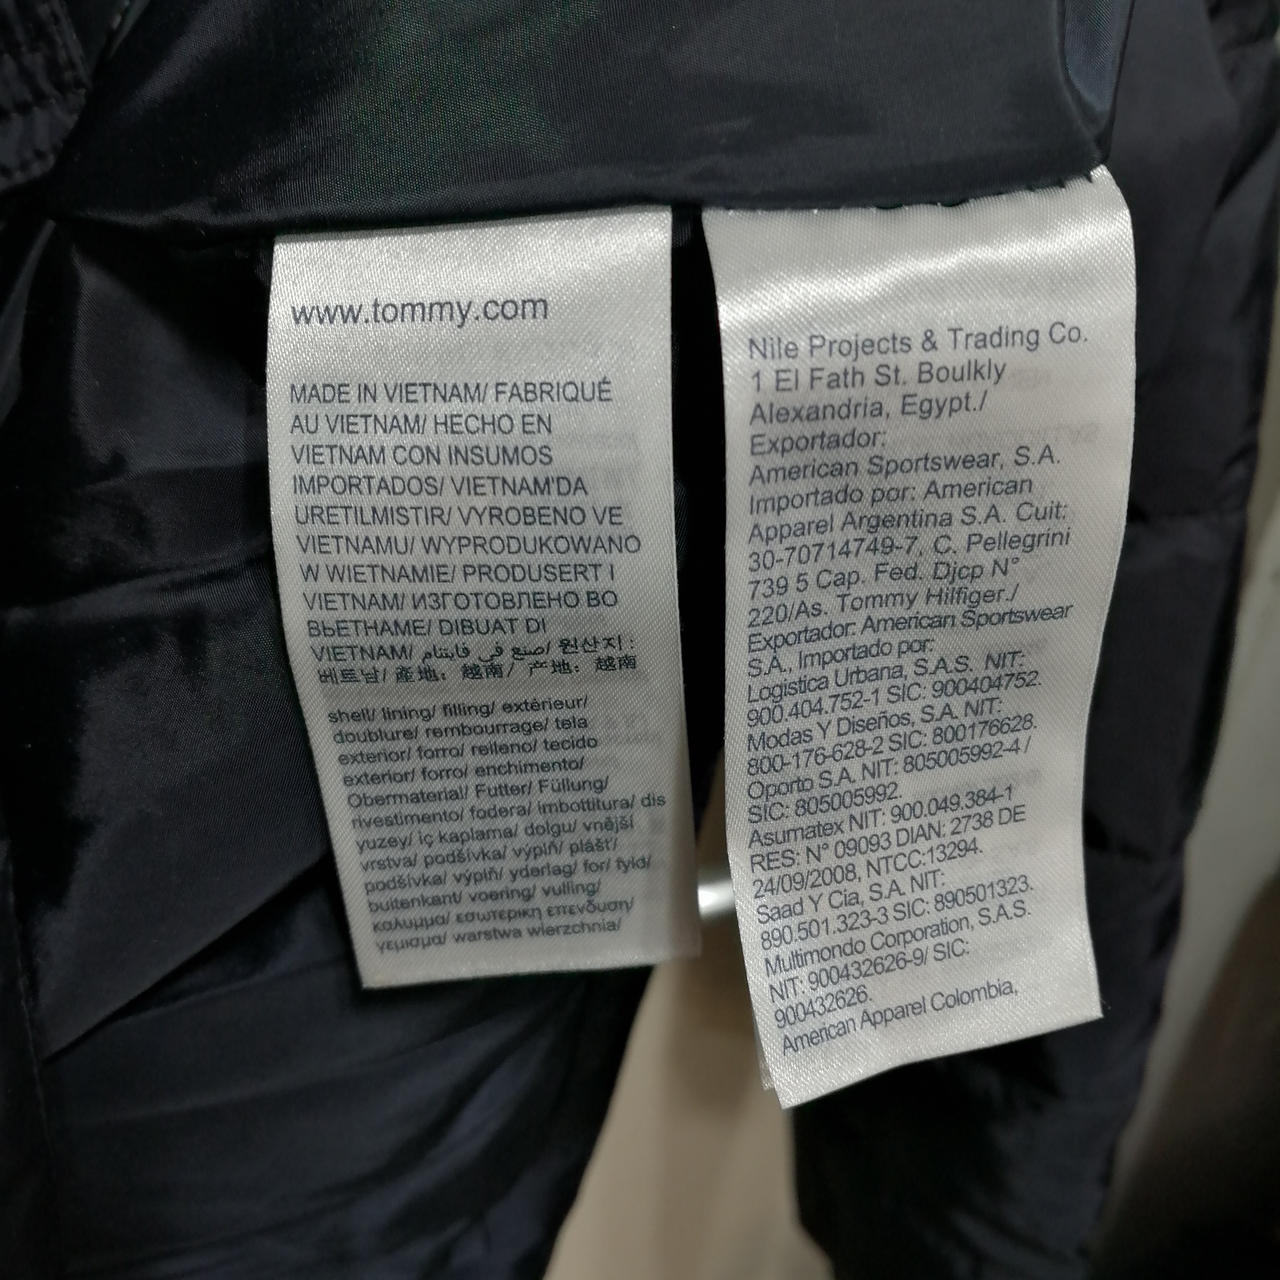 www.tommy.com
MADE IN VIETNAM/ FABRIQUÉ
AU VIETNAM/ HECHO EN
VIETNAM CON INSUMOS
IMPORTADOS/ VIETNAM'DA
URETILMISTIR/ VYROBENO VE
VIETNAMU/ WYPRODUKOWANO
W WIETNAMIE/ PRODUSERT I
VIETNAM/ ИЗГОТОВЛЕНО ВО
ВЬЕТНАМЕ/ DIBUAT DI
VIETNAM/ صنع في فايتنام/ 원산지:
베트남/ 產地: 越南/ 产地: 越南
shell/ lining/ filling/ extérieur/
doublure/ rembourrage/ tela
exterior/ forro/ relleno/ tecido
exterior/ forro/ enchimento/
Obermaterial/ Futter/ Füllung/
rivestimento/ fodera/ imbottitura/ dis
yuzey/ iç kaplama/ dolgu/ vnější
vrstva/ podšívka/ výplň/ plášť/
podšívka/ výplň/ yderlag/ for/ fyld/
buitenkant/ voering/ vulling/
καλυμμα/ εσωτερικη επενδυση/
γεμισμα/ warstwa wierzchnia/
Nile Projects & Trading Co.
1 El Fath St. Boulkly
Alexandria, Egypt./
Exportador:
American Sportswear, S.A.
Importado por: American
Apparel Argentina S.A. Cuit:
30-70714749-7, C. Pellegrini
739 5 Cap. Fed. Djcp N°
220/As. Tommy Hilfiger./
Exportador: American Sportswear
S.A., Importado por:
Logistica Urbana, S.A.S. NIT:
900.404.752-1 SIC: 900404752.
Modas Y Diseños, S.A. NIT:
800-176-628-2 SIC: 800176628.
Oporto S.A. NIT: 805005992-4 /
SIC: 805005992.
Asumatex NIT: 900.049.384-1
RES: N° 09093 DIAN: 2738 DE
24/09/2008, NTCC:13294.
Saad Y Cia, S.A. NIT:
890.501.323-3 SIC: 890501323.
Multimondo Corporation, S.A.S.
NIT: 900432626-9/ SIC:
900432626.
American Apparel Colombia,